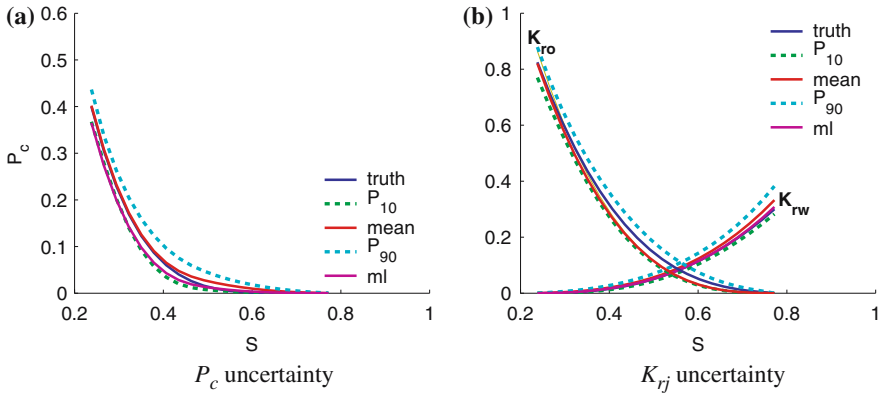 (a)
0.6
0.5
0.4
0.3
0.2
0.1
0
P_c
truth
P_10
mean
P_90
ml
0.2 0.4 0.6 0.8 1
S
P_c uncertainty
(b)
1
0.8
0.6
0.4
0.2
0
K_ro
K_rw
truth
P_10
mean
P_90
ml
0.2 0.4 0.6 0.8 1
S
K_rj uncertainty